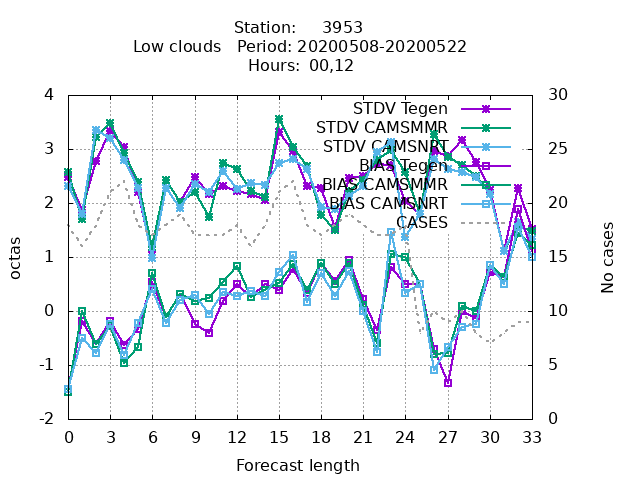 Station: 3953
Low clouds Period: 20200508-20200522
Hours: 00,12
4
3
2
1
0
-1
-2
octas
30
25
20
15
10
5
0
No cases
STDV Tegen
STDV CAMSMMR
STDV CAMSNRT
BIAS Tegen
BIAS CAMSMMR
BIAS CAMSNRT
CASES
0 3 6 9 12 15 18 21 24 27 30 33
Forecast length